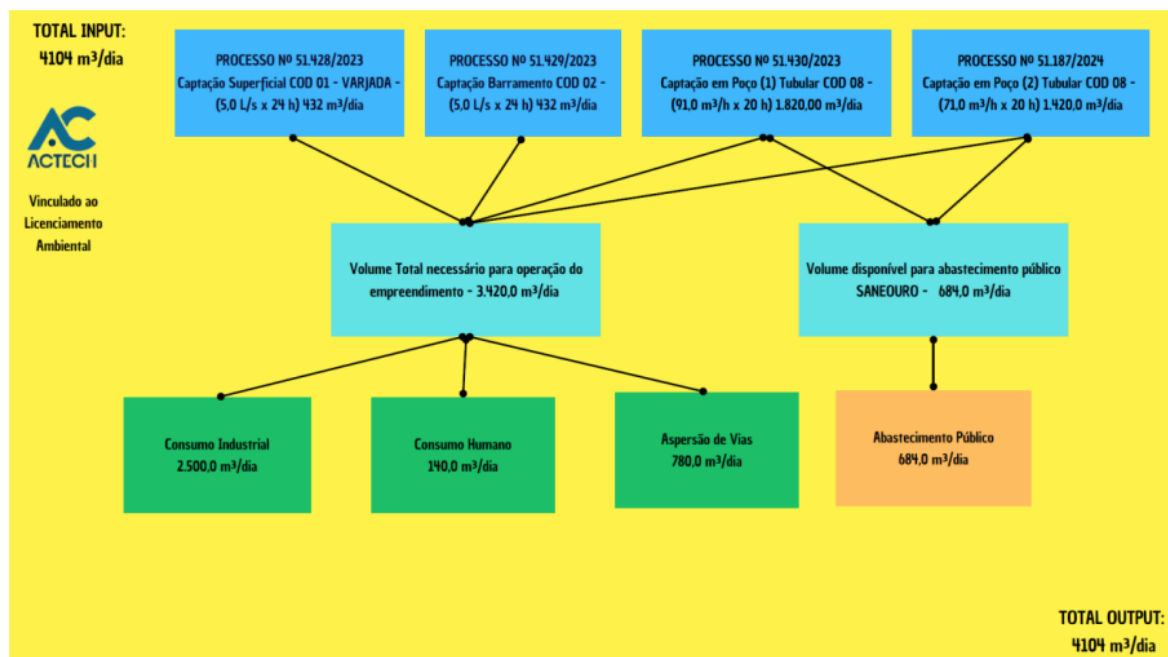 TOTAL INPUT:
4104 m³/dia
ACTECH
Vinculado ao
Licenciamento
Ambiental
PROCESSO Nº 51.428/2023
Captação Superficial COD 01 - VARJADA -
(5,0 L/s x 24 h) 432 m³/dia
PROCESSO Nº 51.429/2023
Captação Barramento COD 02 -
(5,0 L/s x 24 h) 432 m³/dia
PROCESSO Nº 51.430/2023
Captação em Poço (1) Tubular COD 08 -
(91,0 m³/h x 20 h) 1.820,00 m³/dia
PROCESSO Nº 51.187/2024
Captação em Poço (2) Tubular COD 08 -
(71,0 m³/h x 20 h) 1.420,0 m³/dia
Volume Total necessário para operação do
empreendimento - 3.420,0 m³/dia
Volume disponível para abastecimento público
SANEOURO - 684,0 m³/dia
Consumo Industrial
2.500,0 m³/dia
Consumo Humano
140,0 m³/dia
Aspersão de Vias
780,0 m³/dia
Abastecimento Público
684,0 m³/dia
TOTAL OUTPUT:
4104 m³/dia